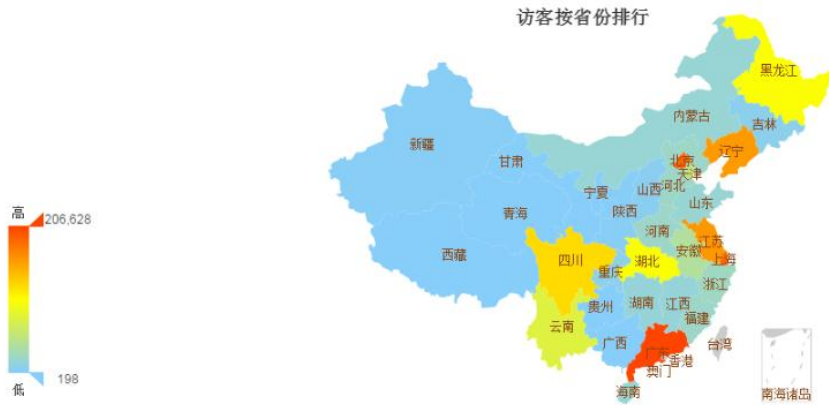 访客按省份排行
黑龙江
内蒙古
吉林
新疆
辽宁
北京
甘肃
天津
宁夏
山西
河北
山东
青海
陕西
高
206,628
河南
江苏
安徽
西藏
四川
湖北
上海
重庆
浙江
贵州
湖南
江西
福建
云南
广西
台湾
广东
香港
澳门
198
低
海南
南海诸岛